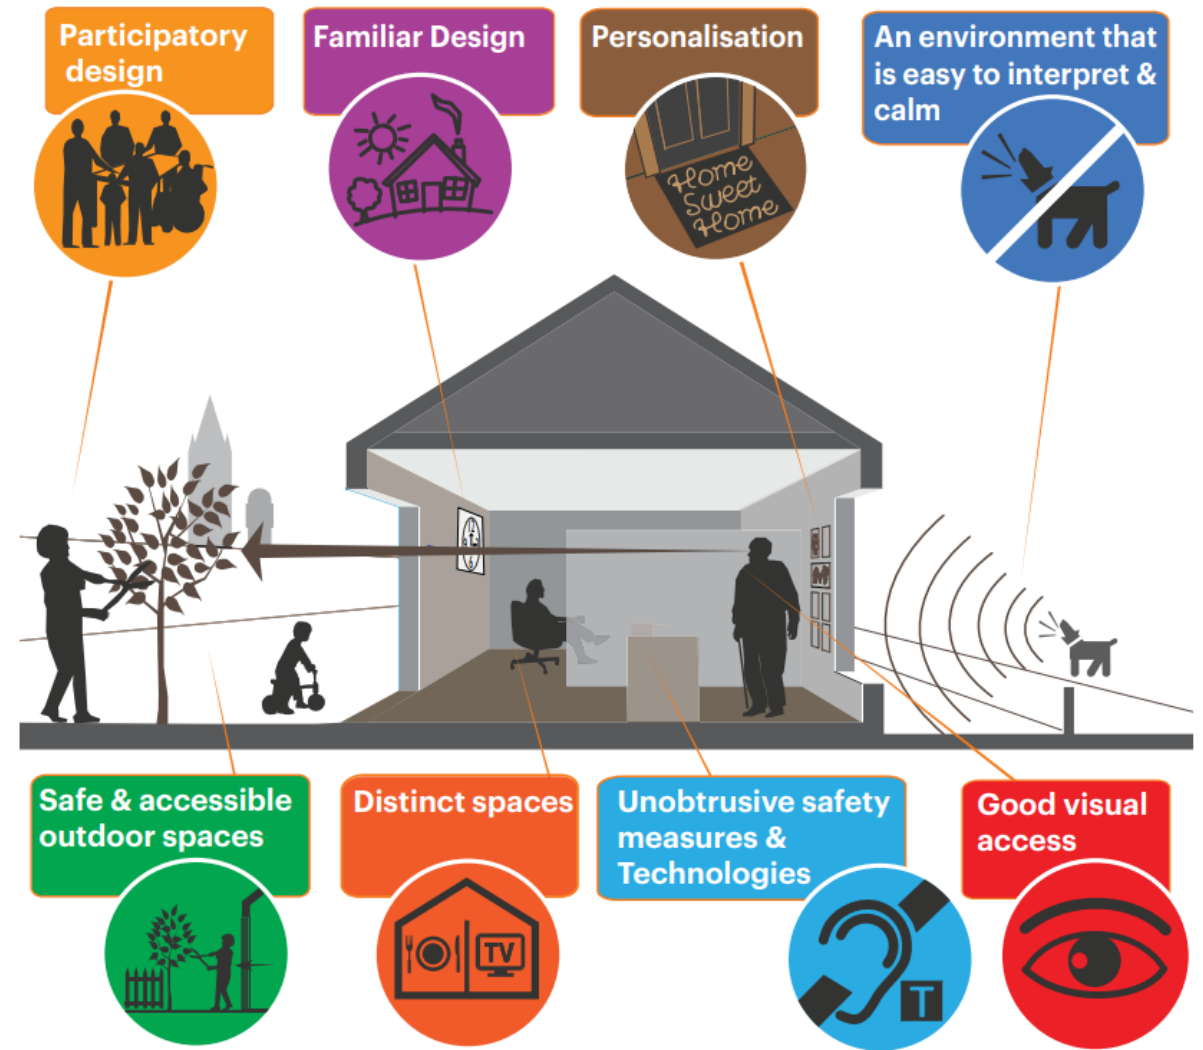 Participatory
design
Familiar Design
Personalisation
An environment that
is easy to interpret &
calm
Home
Sweet
Home
Safe & accessible
outdoor spaces
Distinct spaces
TV
Unobtrusive safety
measures &
Technologies
T
Good visual
access